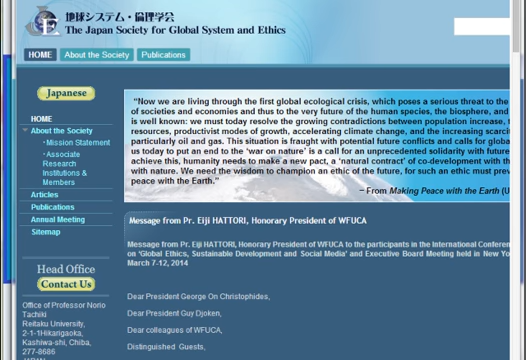 地球システム・倫理学会
The Japan Society for Global System and Ethics
HOME
About the Society
Publications
Japanese
HOME
About the Society
・Mission Statement
・Associate
Research
Institutions &
Members
Articles
Publications
Annual Meeting
Sitemap
Head Office
Contact Us
Office of Professor Norio
Tachiki
Reitaku University,
2-1-1Hikarigaoka,
Kashiwa-shi, Chiba,
277-8686
"Now we are living through the first global ecological crisis, which poses a serious threat to the
of societies and economies and thus to the very future of the human species, the biosphere, and
is well known: we must today resolve the growing contradictions between population increase,
resources, productivist modes of growth, accelerating climate change, and the increasing scarcit
particularly oil and gas. This situation is fraught with potential future conflicts and calls for globa
us today to put an end to the 'war on nature' is a call for an unprecedented solidarity with future
achieve this, humanity needs to make a new pact, a 'natural contract' of co-development with th
with nature. We need the wisdom to champion an ethic of the future, for such an ethic must prev
peace with the Earth."
− From Making Peace with the Earth (U
Message from Pr. Eiji HATTORI, Honorary President of WFUCA
Message from Pr. Eiji HATTORI, Honorary President of WFUCA to the participants in the International Conferen
on 'Global Ethics, Sustainable Development and Social Media' and Executive Board Meeting held in New Yo
March 7-12, 2014
Dear President George On Christophides,
Dear President Guy Djoken,
Dear colleagues of WFUCA,
Distinguished Guests,